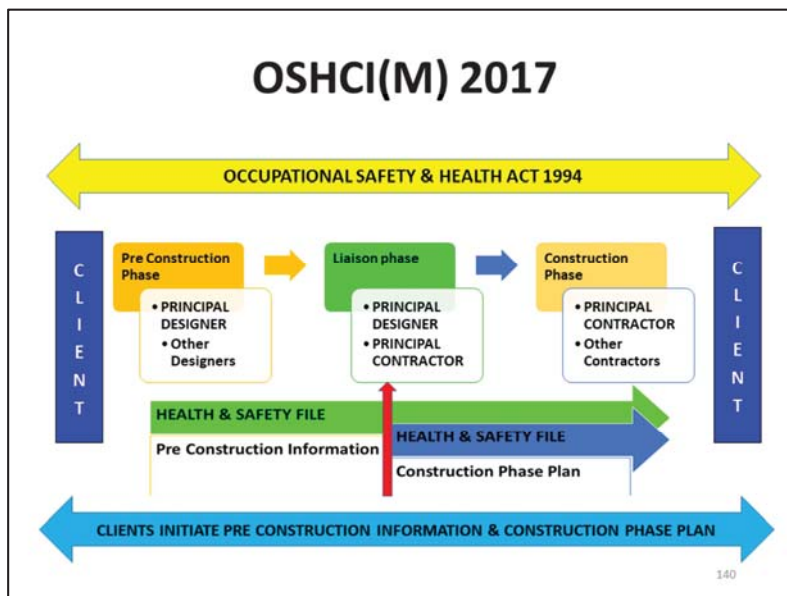 OSHCI(M) 2017
OCCUPATIONAL SAFETY & HEALTH ACT 1994
CLIENT
Pre Construction
Phase
• PRINCIPAL
DESIGNER
• Other
Designers
Liaison phase
• PRINCIPAL
DESIGNER
• PRINCIPAL
CONTRACTOR
Construction
Phase
• PRINCIPAL
CONTRACTOR
• Other
Contractors
CLIENT
HEALTH & SAFETY FILE
Pre Construction Information
HEALTH & SAFETY FILE
Construction Phase Plan
CLIENTS INITIATE PRE CONSTRUCTION INFORMATION & CONSTRUCTION PHASE PLAN
140